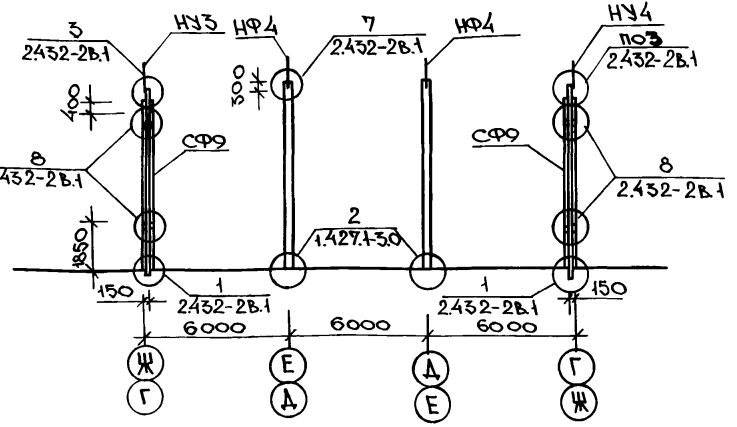 3
2.432-2В.1
НУ3
НФ4
7
2.432-2В.1
НФ4
НУ4
ПОЗ
2.432-2В.1
300
400
СФ9
СФ9
8
432-2В.1
8
2.432-2В.1
1850
2
1.427.1-3.0
150
1
2.432-2В.1
1
2.432-2В.1
150
6000
6000
6000
Ж
Е
Д
Г
Г
Д
Е
Ж